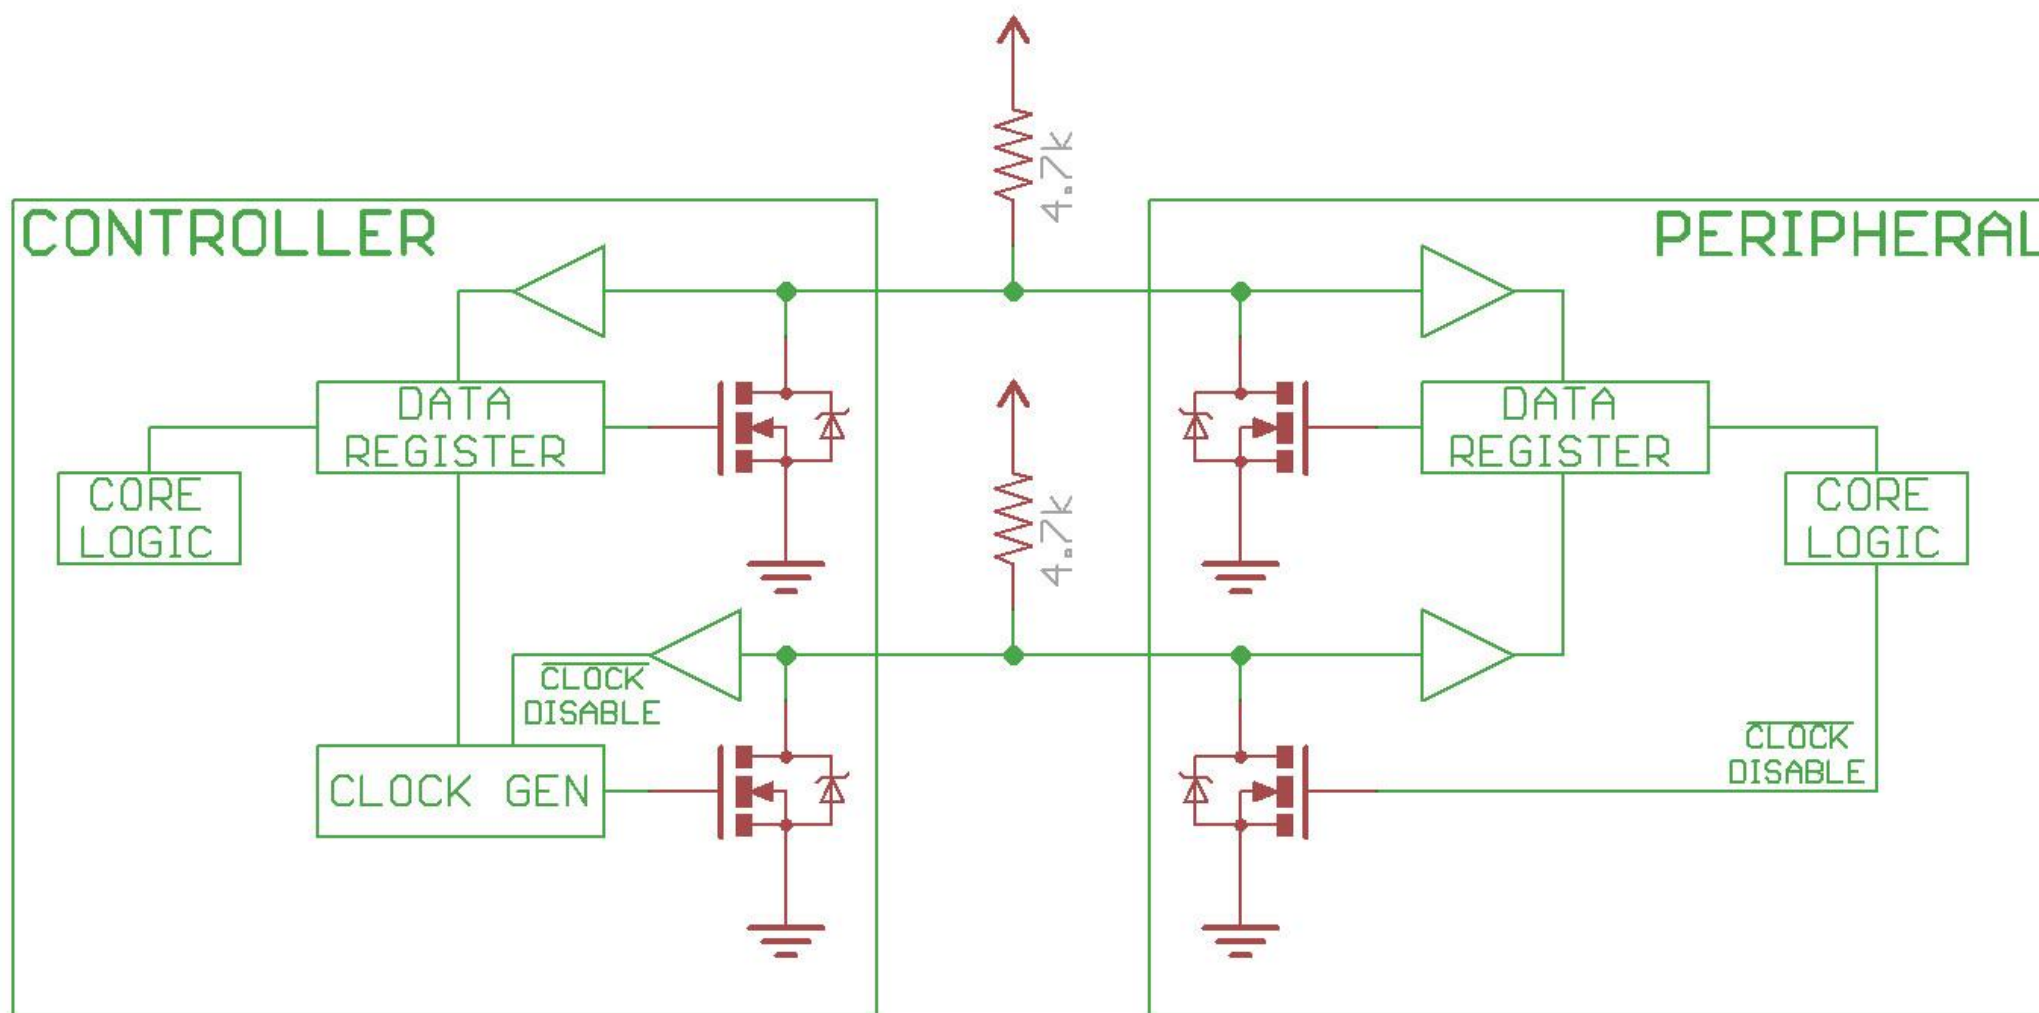 CONTROLLER
PERIPHERAL
4.7k
DATA
REGISTER
DATA
REGISTER
CORE
LOGIC
CORE
LOGIC
4.7k
CLOCK
DISABLE
CLOCK
DISABLE
CLOCK GEN